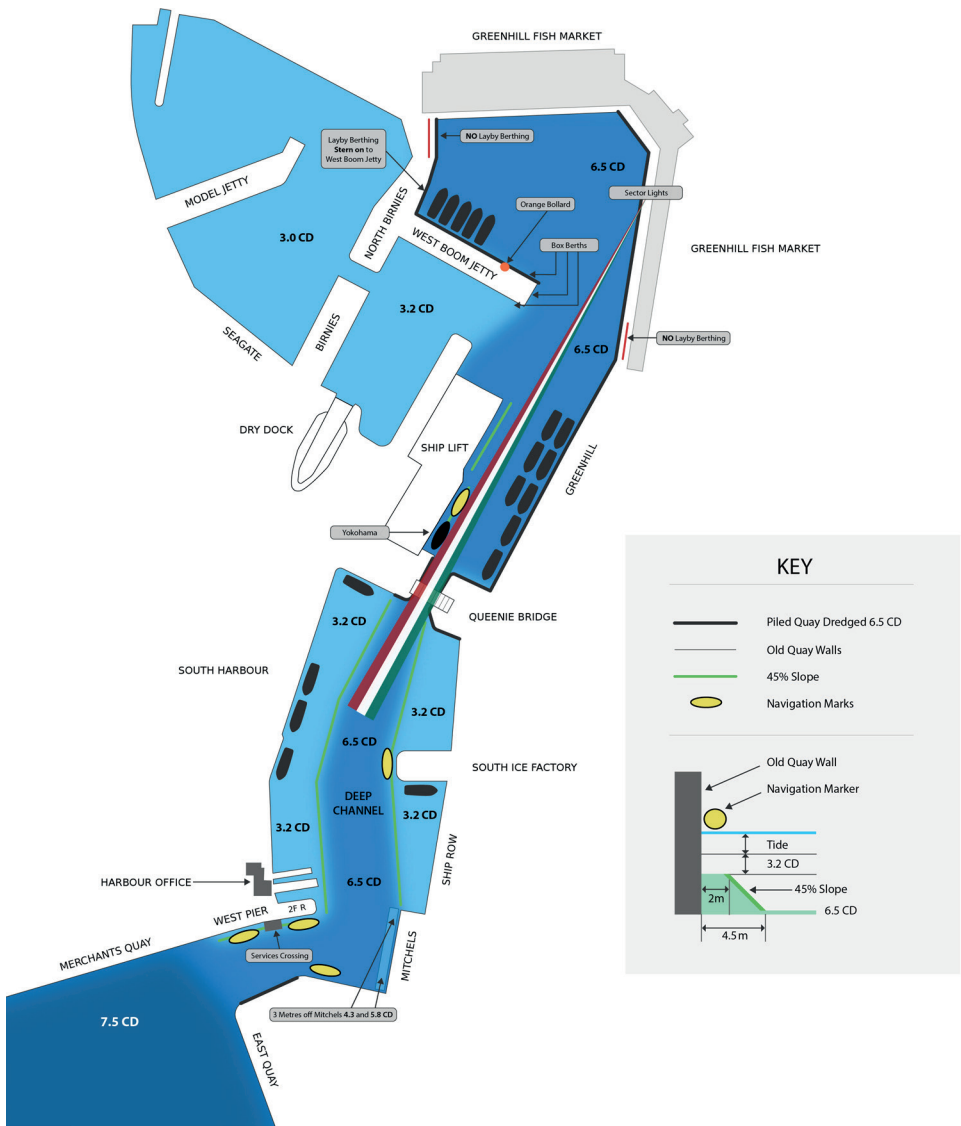 GREENHILL FISH MARKET
Layby Berthing
Stern on to
West Boom Jetty
NO Layby Berthing
6.5 CD
Sector Lights
MODEL JETTY
NORTH BIRNIES
Orange Bollard
3.0 CD
WEST BOOM JETTY
Box Berths
GREENHILL FISH MARKET
3.2 CD
SEAGATE
BIRNIES
6.5 CD
NO Layby Berthing
DRY DOCK
SHIP LIFT
GREENHILL
Yokohama
QUEENIE BRIDGE
3.2 CD
SOUTH HARBOUR
3.2 CD
6.5 CD
SOUTH ICE FACTORY
DEEP
CHANNEL
3.2 CD
3.2 CD
SHIP ROW
HARBOUR OFFICE
6.5 CD
WEST PIER
2F R
MERCHANTS QUAY
Services Crossing
MITCHELS
3 Metres off Mitchels 4.3 and 5.8 CD
7.5 CD
EAST QUAY
KEY
Piled Quay Dredged 6.5 CD
Old Quay Walls
45% Slope
Navigation Marks
Old Quay Wall
Navigation Marker
Tide
3.2 CD
2m
45% Slope
6.5 CD
4.5m